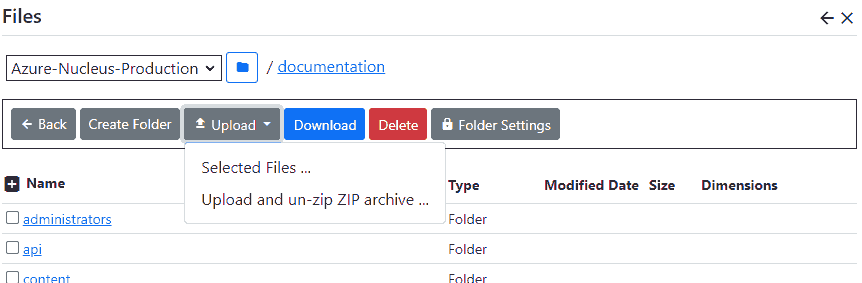 Files
Azure-Nucleus-Production / documentation
Back Create Folder Upload Download Delete Folder Settings
Selected Files ...
Upload and un-zip ZIP archive ...
Name Type Modified Date Size Dimensions
administrators Folder
api Folder
content Folder